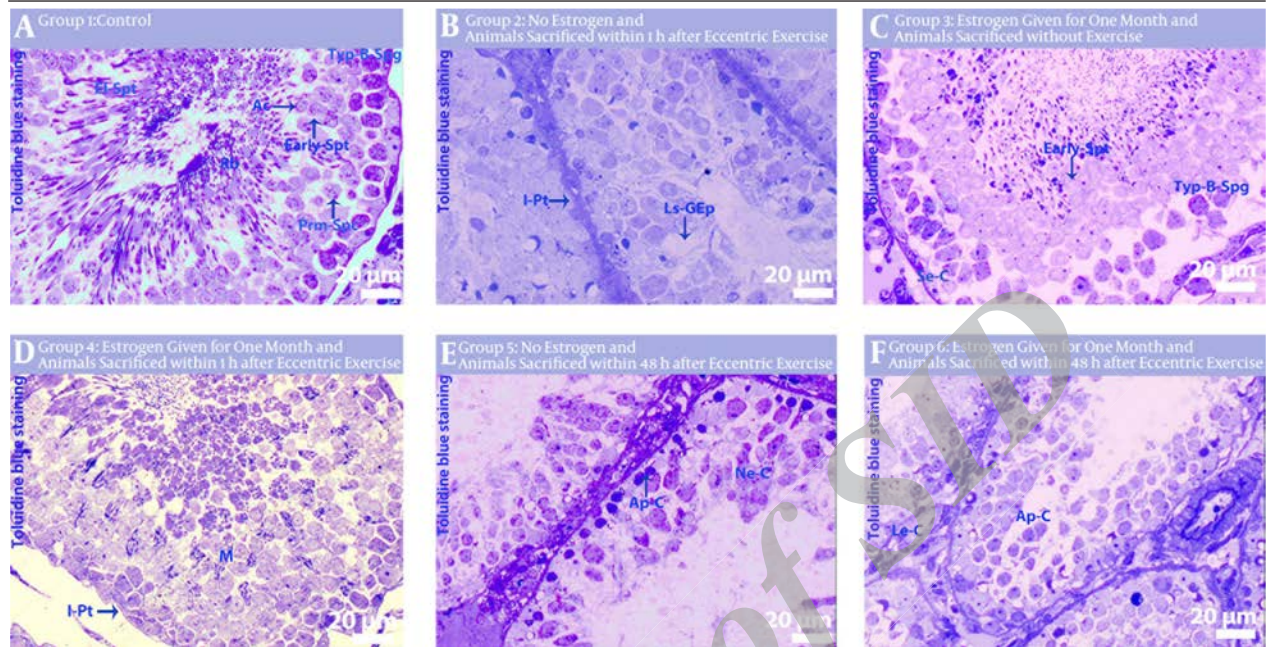 A Group 1:Control
Toluidine blue staining
El-Spt
Typ-B-Spg
Ac
Early-Spt
Rb
Prm-Spc
20 µm
B Group 2: No Estrogen and
Animals Sacrificed within 1 h after Eccentric Exercise
Toluidine blue staining
I-Pt
Ls-GEp
20 µm
C Group 3: Estrogen Given for One Month and
Animals Sacrificed without Exercise
Toluidine blue staining
Early-Spt
Typ-B-Spg
Se-C
20 µm
D Group 4: Estrogen Given for One Month and
Animals Sacrificed within 1 h after Eccentric Exercise
Toluidine blue staining
M
I-Pt
20 µm
E Group 5: No Estrogen and
Animals Sacrificed within 48 h after Eccentric Exercise
Toluidine blue staining
Ap-C
Ne-C
20 µm
F Group 6: Estrogen Given for One Month and
Animals Sacrificed within 48 h after Eccentric Exercise
Toluidine blue staining
Le-C
Ap-C
20 µm
of SID